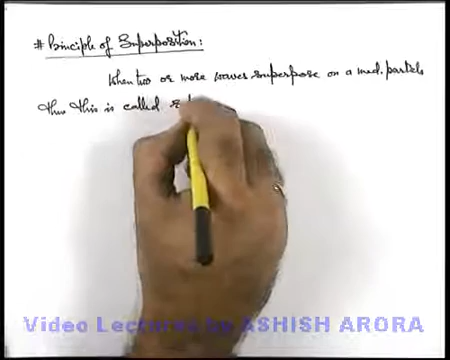 # Principle of Superposition:
When two or more waves superpose on a med. particle
then this is called
Video Lectures by ASHISH ARORA